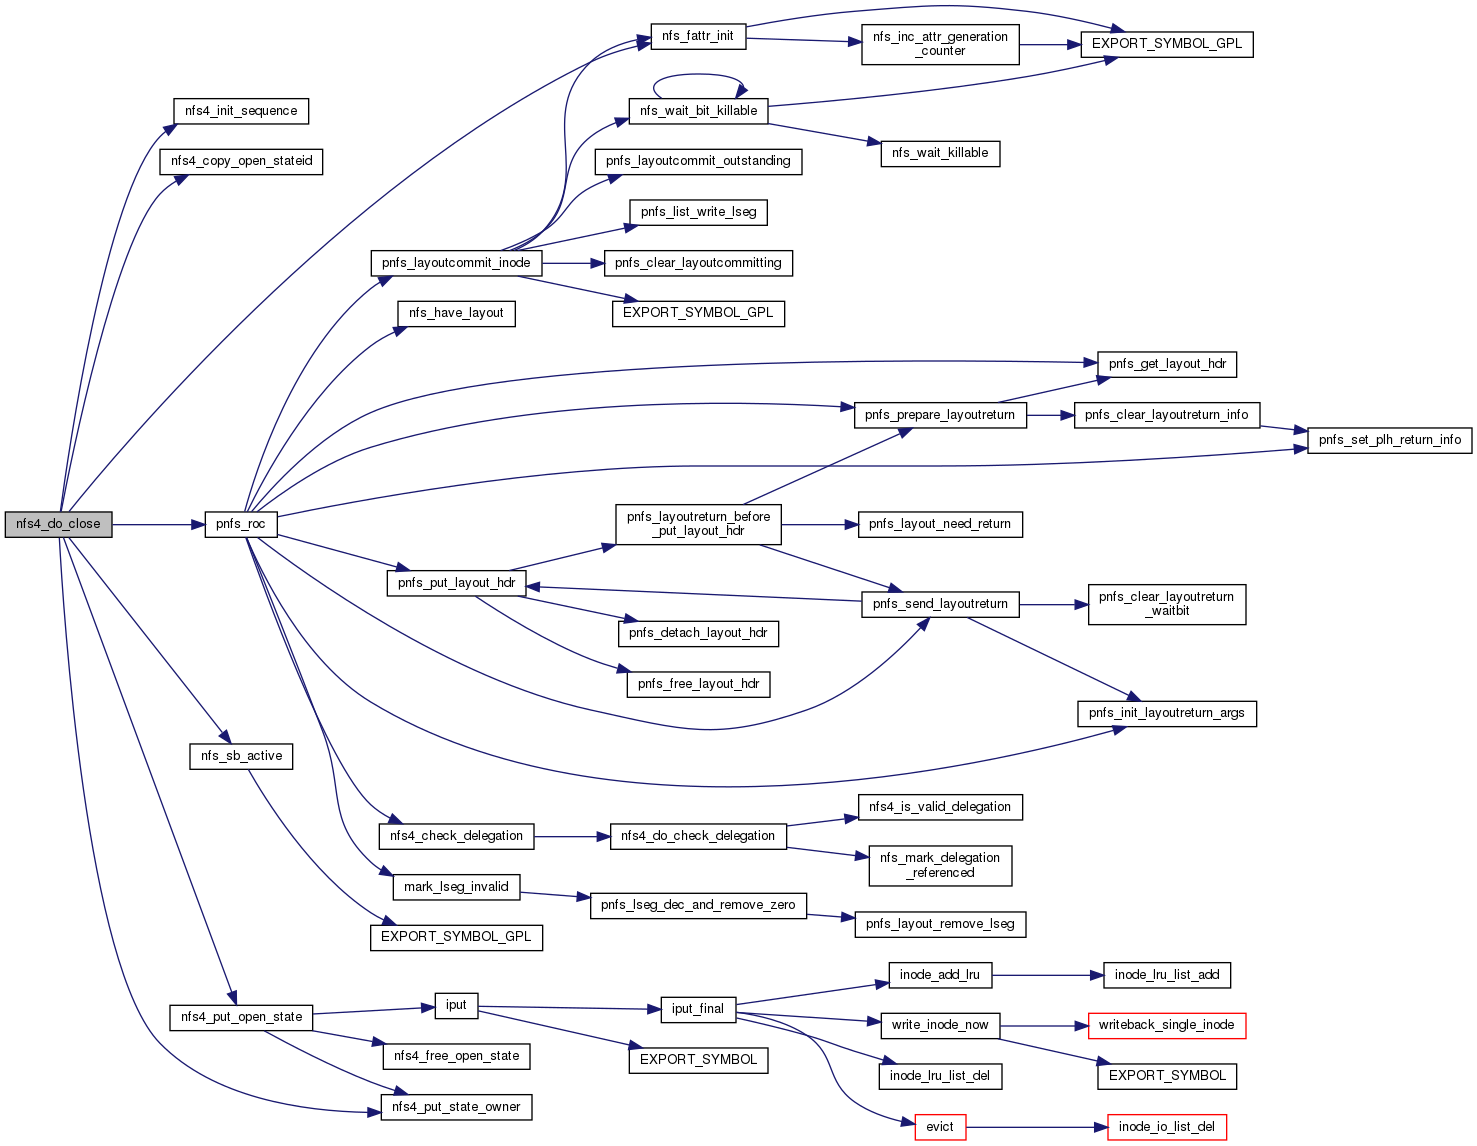 nfs_fattr_init
nfs_inc_attr_generation
_counter
EXPORT_SYMBOL_GPL
nfs4_init_sequence
nfs_wait_bit_killable
nfs4_copy_open_stateid
pnfs_layoutcommit_outstanding
nfs_wait_killable
pnfs_list_write_lseg
pnfs_layoutcommit_inode
pnfs_clear_layoutcommitting
nfs_have_layout
EXPORT_SYMBOL_GPL
pnfs_get_layout_hdr
pnfs_prepare_layoutreturn
pnfs_clear_layoutreturn_info
pnfs_set_plh_return_info
nfs4_do_close
pnfs_roc
pnfs_layoutreturn_before
_put_layout_hdr
pnfs_layout_need_return
pnfs_put_layout_hdr
pnfs_send_layoutreturn
pnfs_clear_layoutreturn
_waitbit
pnfs_detach_layout_hdr
pnfs_free_layout_hdr
pnfs_init_layoutreturn_args
nfs_sb_active
nfs4_is_valid_delegation
nfs4_check_delegation
nfs4_do_check_delegation
nfs_mark_delegation
_referenced
mark_lseg_invalid
pnfs_lseg_dec_and_remove_zero
pnfs_layout_remove_lseg
EXPORT_SYMBOL_GPL
inode_add_lru
inode_lru_list_add
nfs4_put_open_state
iput
iput_final
write_inode_now
writeback_single_inode
nfs4_free_open_state
EXPORT_SYMBOL
inode_lru_list_del
EXPORT_SYMBOL
nfs4_put_state_owner
evict
inode_io_list_del